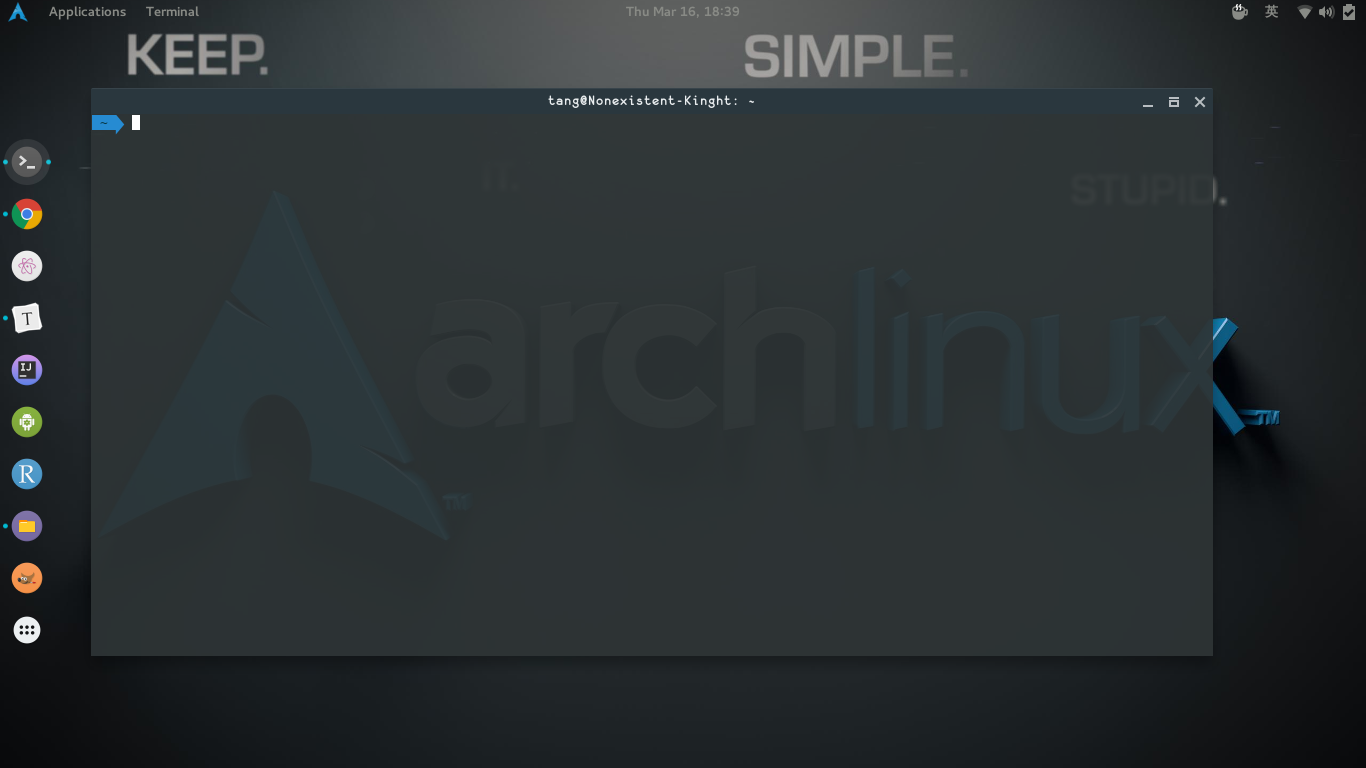 Applications Terminal Thu Mar 16, 18:39 英
KEEP. SIMPLE.
tang@Nonexistent-Kinght: ~
~
IT. STUPID.
archlinux
TM
TM
T
IJ
R